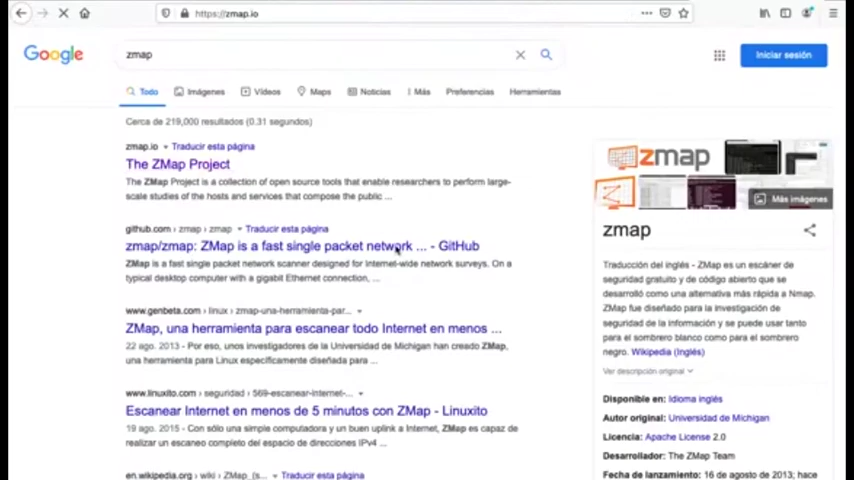 https://zmap.io
Google
zmap
Iniciar sesión
Todo
Imágenes
Vídeos
Maps
Noticias
Más
Preferencias
Herramientas
Cerca de 219,000 resultados (0.31 segundos)
zmap.io
Traducir esta página
The ZMap Project
The ZMap Project is a collection of open source tools that enable researchers to perform large-
scale studies of the hosts and services that compose the public ...
github.com › zmap › zmap
Traducir esta página
zmap/zmap: ZMap is a fast single packet network ... - GitHub
ZMap is a fast single packet network scanner designed for Internet-wide network surveys. On a
typical desktop computer with a gigabit Ethernet connection, ...
www.genbeta.com › linux › zmap-una-herramienta-par...
ZMap, una herramienta para escanear todo Internet en menos ...
22 ago. 2013 - Por eso, unos investigadores de la Universidad de Michigan han creado ZMap,
una herramienta para Linux específicamente diseñada para ...
www.linuxito.com › seguridad › 569-escanear-internet-...
Escanear Internet en menos de 5 minutos con ZMap - Linuxito
19 ago. 2015 - Con sólo una simple computadora y un buen uplink a Internet, ZMap es capaz de
realizar un escaneo completo del espacio de direcciones IPv4 ...
en.wikipedia.org › wiki › ZMap_(s...
Traducir esta página
zmap
Más imágenes
zmap
Traducción del inglés - ZMap es un escáner de
seguridad gratuito y de código abierto que se
desarrolló como una alternativa más rápida a Nmap.
ZMap fue diseñado para la investigación de
seguridad de la información y se puede usar tanto
para el sombrero blanco como para el sombrero
negro. Wikipedia (Inglés)
Ver descripción original
Disponible en: Idioma inglés
Autor original: Universidad de Michigan
Licencia: Apache License 2.0
Desarrollador: The ZMap Team
Fecha de lanzamiento: 16 de agosto de 2013; hace